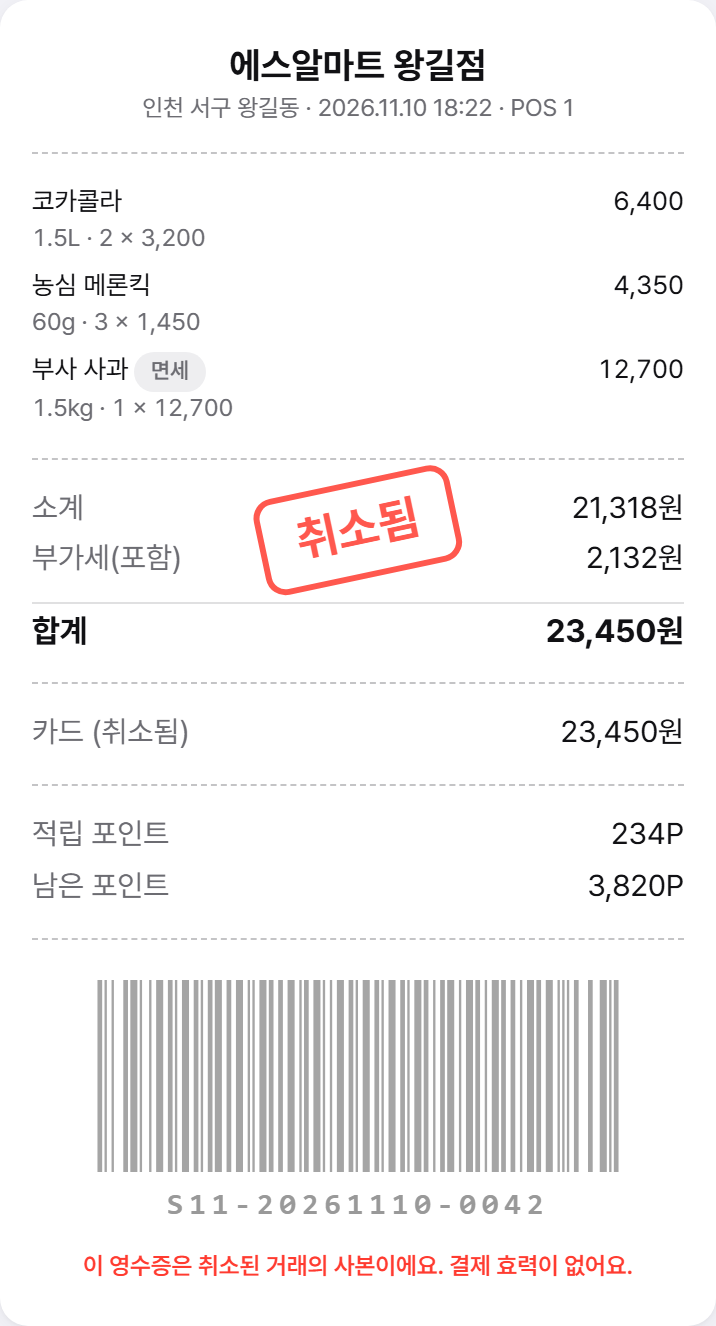 에스알마트 왕길점
인천 서구 왕길동 · 2026.11.10 18:22 · POS 1
코카콜라 6,400
1.5L · 2 × 3,200
농심 메론킥 4,350
60g · 3 × 1,450
부사 사과 면세 12,700
1.5kg · 1 × 12,700
소계 21,318원
취소됨
부가세(포함) 2,132원
합계 23,450원
카드 (취소됨) 23,450원
적립 포인트 234P
남은 포인트 3,820P
S11-20261110-0042
이 영수증은 취소된 거래의 사본이에요. 결제 효력이 없어요.